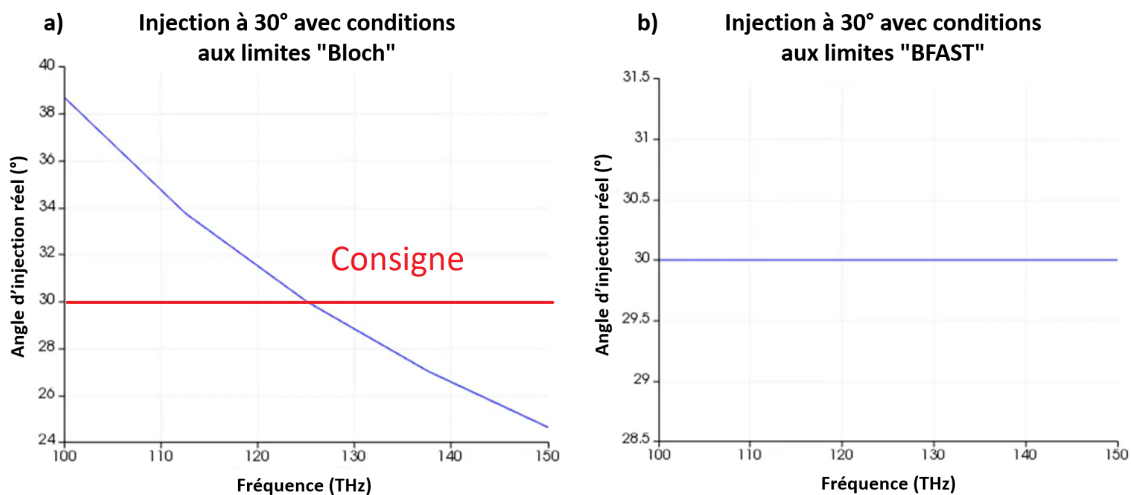 a) Injection à 30° avec conditions
aux limites "Bloch"
40
38
36
34
32
30
28
26
24
Angle d'injection réel (°)
Consigne
100 110 120 130 140 150
Fréquence (THz)
b) Injection à 30° avec conditions
aux limites "BFAST"
31.5
31
30.5
30
29.5
29
28.5
Angle d'injection réel (°)
100 110 120 130 140 150
Fréquence (THz)